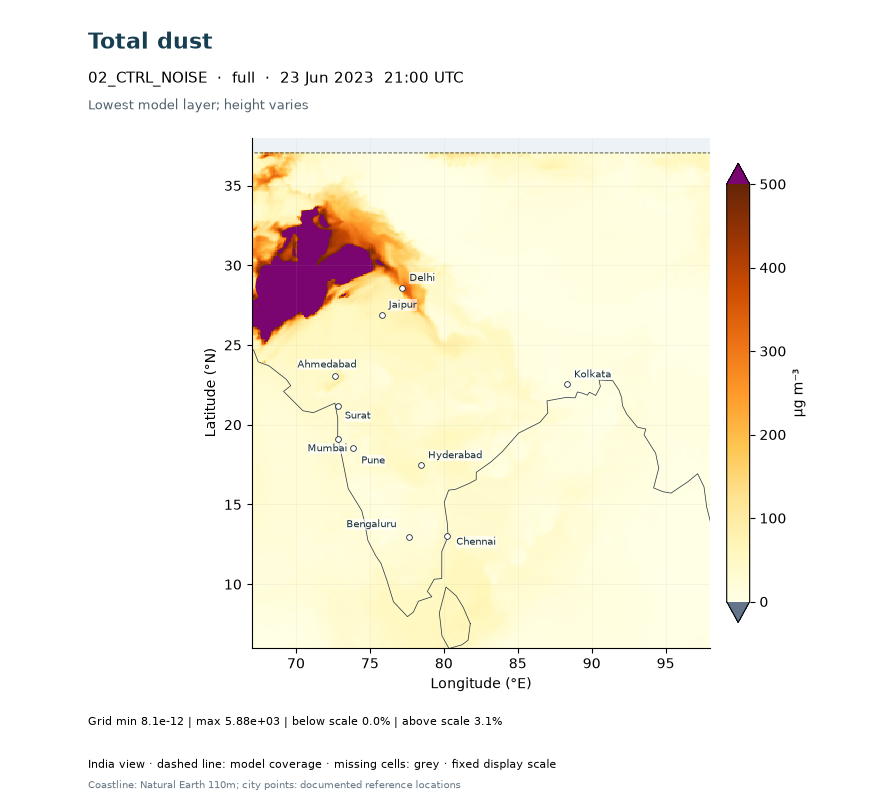 Total dust
02_CTRL_NOISE · full · 23 Jun 2023 21:00 UTC
Lowest model layer; height varies
35
30
25
20
15
10
Latitude (°N)
Delhi
Jaipur
Ahmedabad
Kolkata
Surat
Mumbai
Pune
Hyderabad
Bengaluru
Chennai
70
75
80
85
90
95
Longitude (°E)
500
400
300
200
100
0
µg m⁻³
Grid min 8.1e-12 | max 5.88e+03 | below scale 0.0% | above scale 3.1%
India view · dashed line: model coverage · missing cells: grey · fixed display scale
Coastline: Natural Earth 110m; city points: documented reference locations